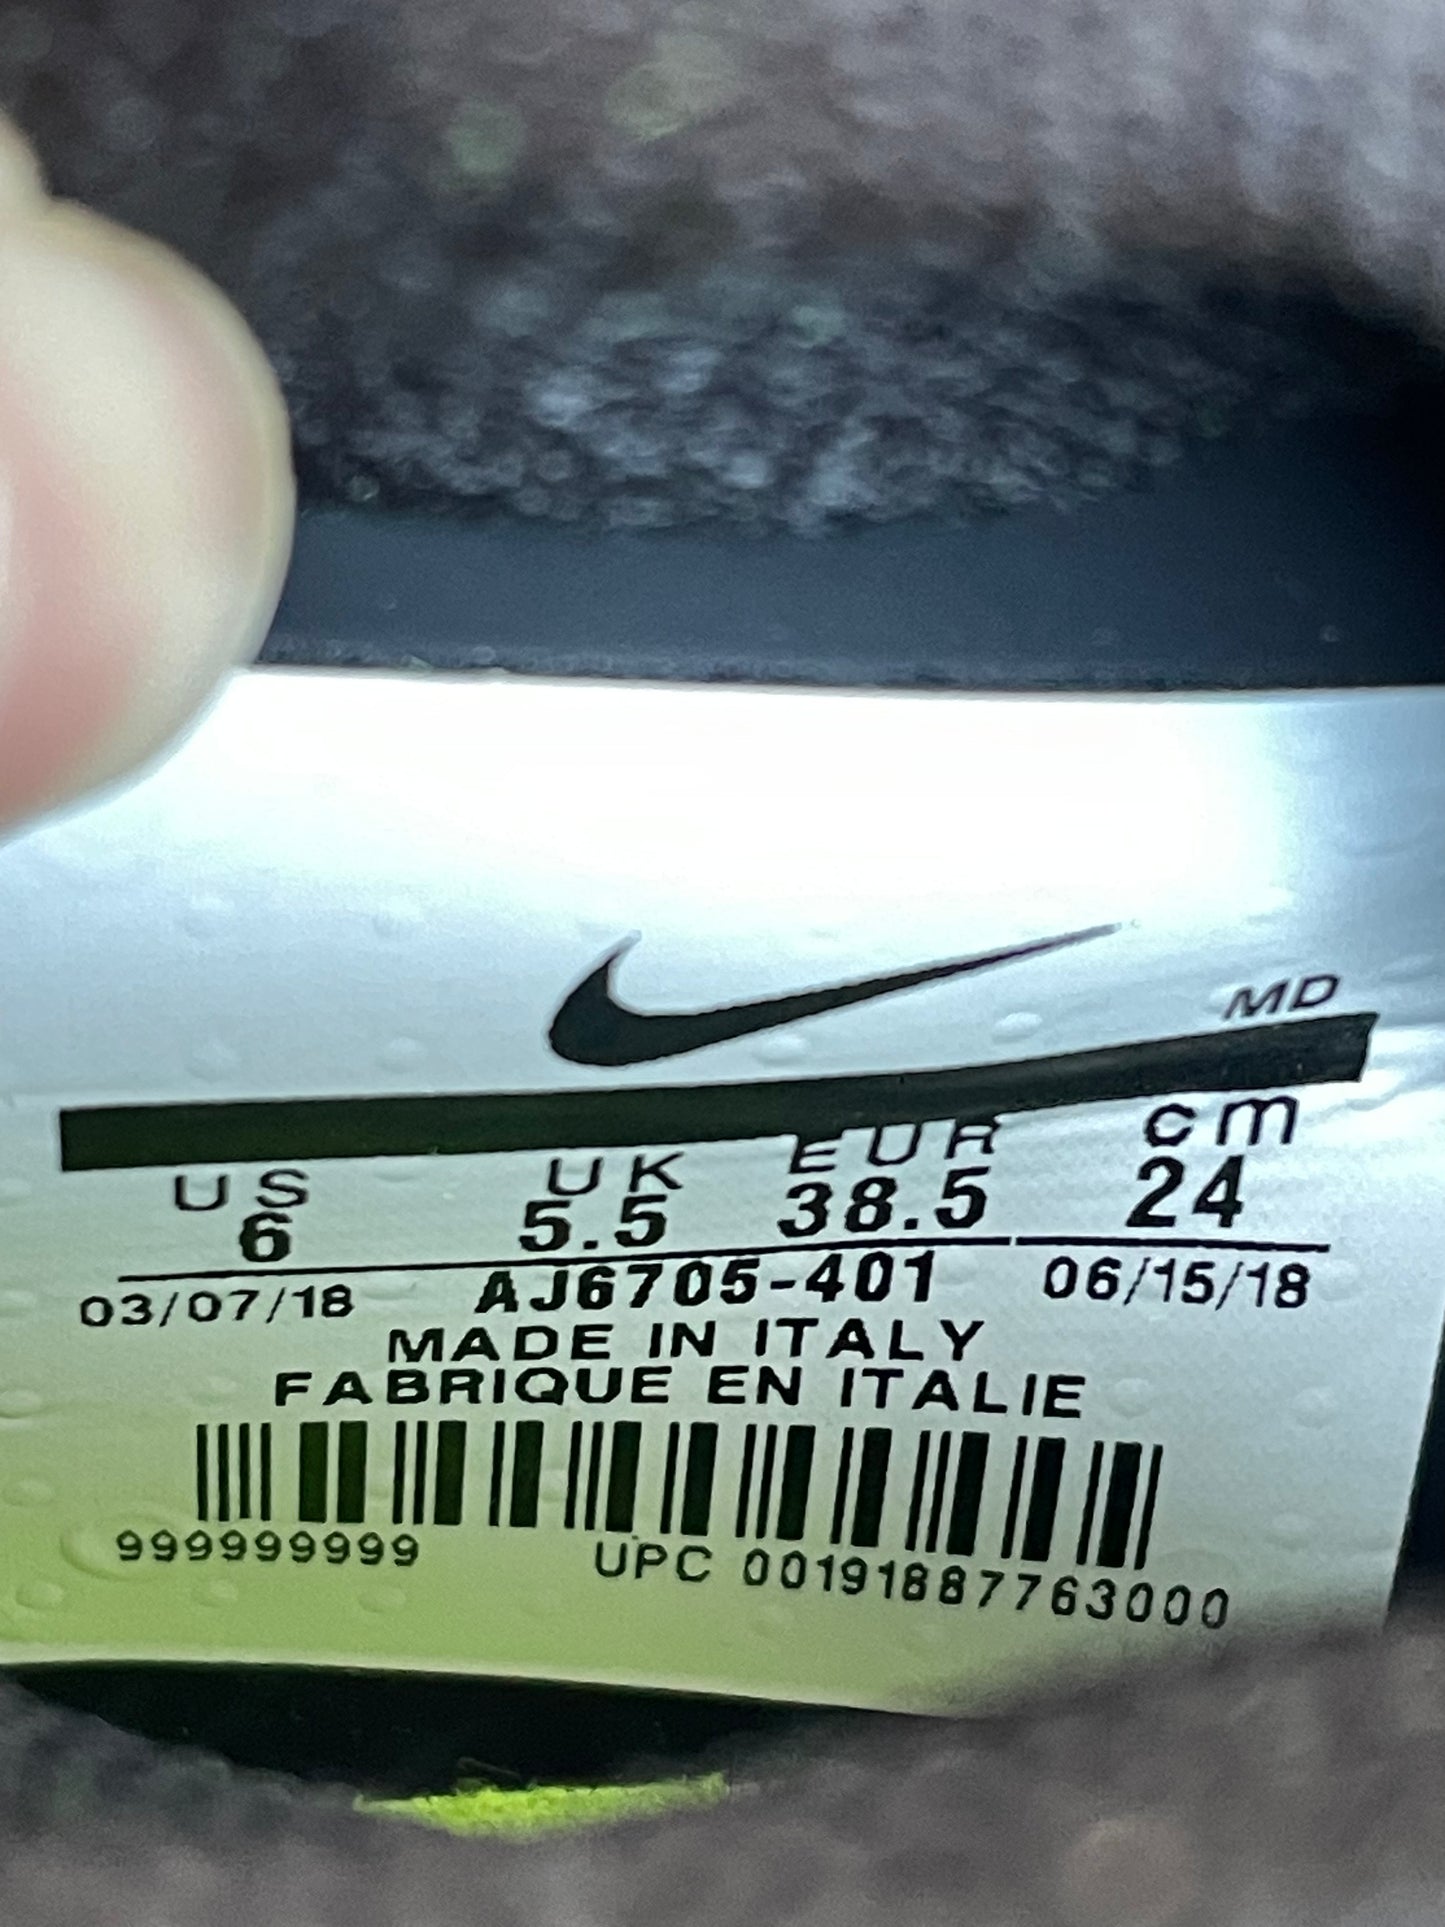 MD
US UK EUR cm
6 5.5 38.5 24
03/07/18 AJ6705-401 06/15/18
MADE IN ITALY
FABRIQUE EN ITALIE
999999999 UPC 00191887763000